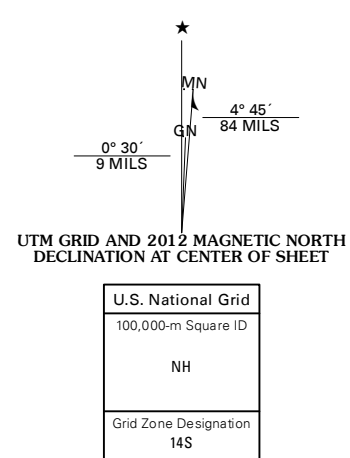 ★
MN
4° 45´
84 MILS
GN
0° 30´
9 MILS
UTM GRID AND 2012 MAGNETIC NORTH
DECLINATION AT CENTER OF SHEET
U.S. National Grid
100,000-m Square ID
NH
Grid Zone Designation
14S